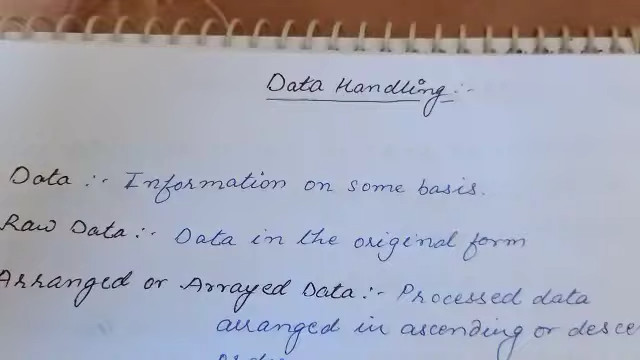 Data Handling :-
Data :- Information on some basis.
Raw Data :- Data in the original form
Arranged or Arrayed Data :- Processed data
arranged in ascending or